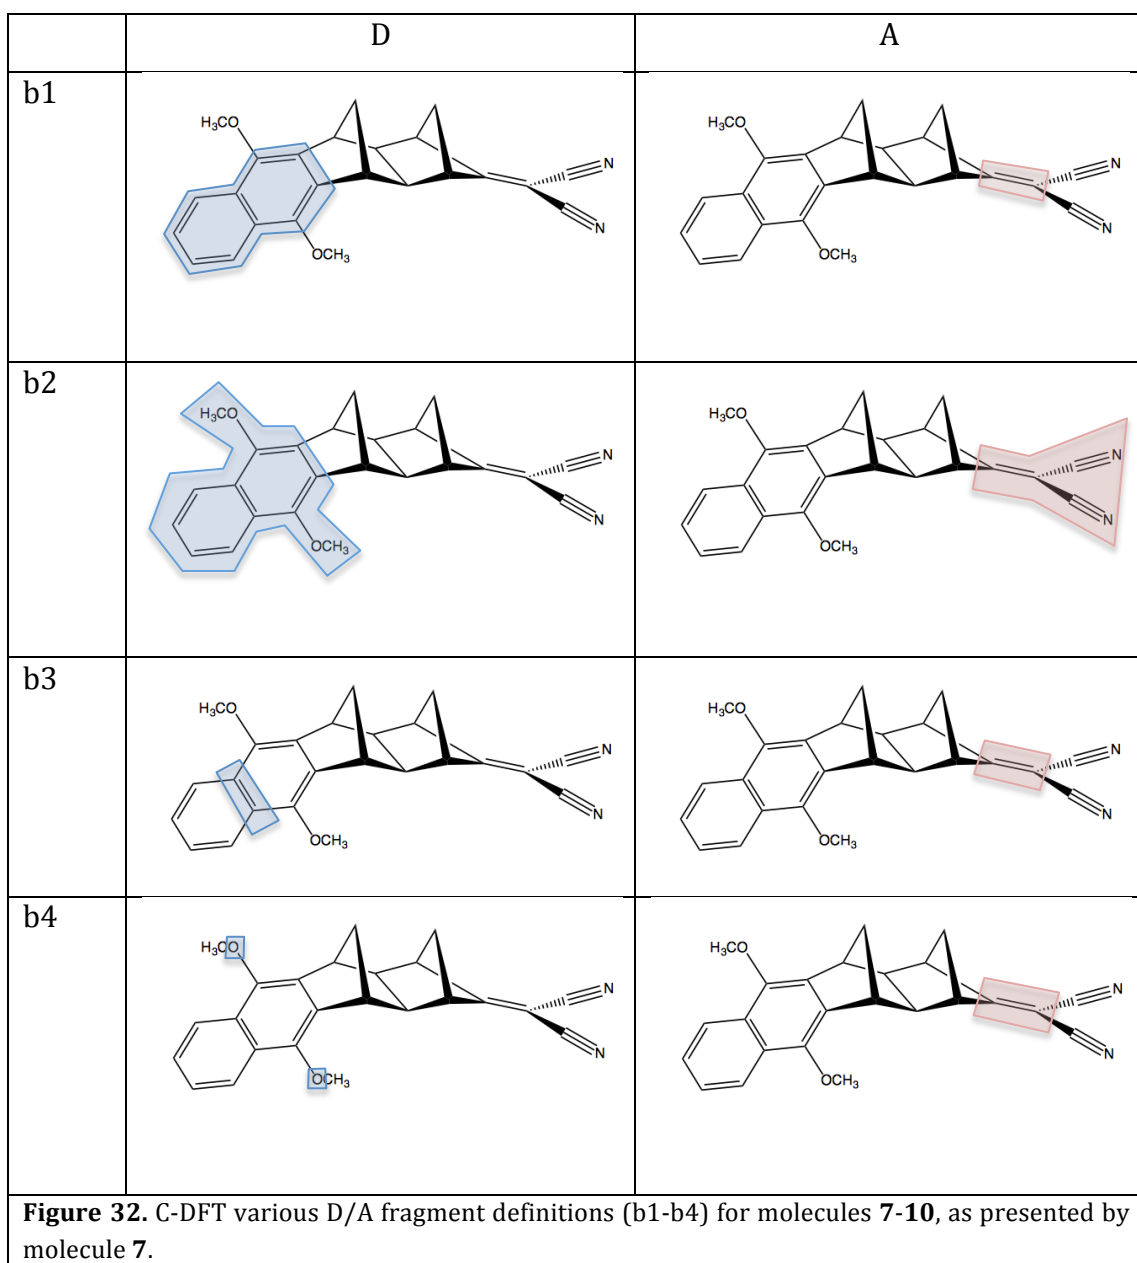 D A
b1
H₃CO N H₃CO N
N N
OCH₃ OCH₃
b2
H₃CO N H₃CO N
N N
OCH₃ OCH₃
b3
H₃CO N H₃CO N
N N
OCH₃ OCH₃
b4
H₃CO N H₃CO N
N N
OCH₃ OCH₃
Figure 32. C-DFT various D/A fragment definitions (b1-b4) for molecules 7-10, as presented by
molecule 7.